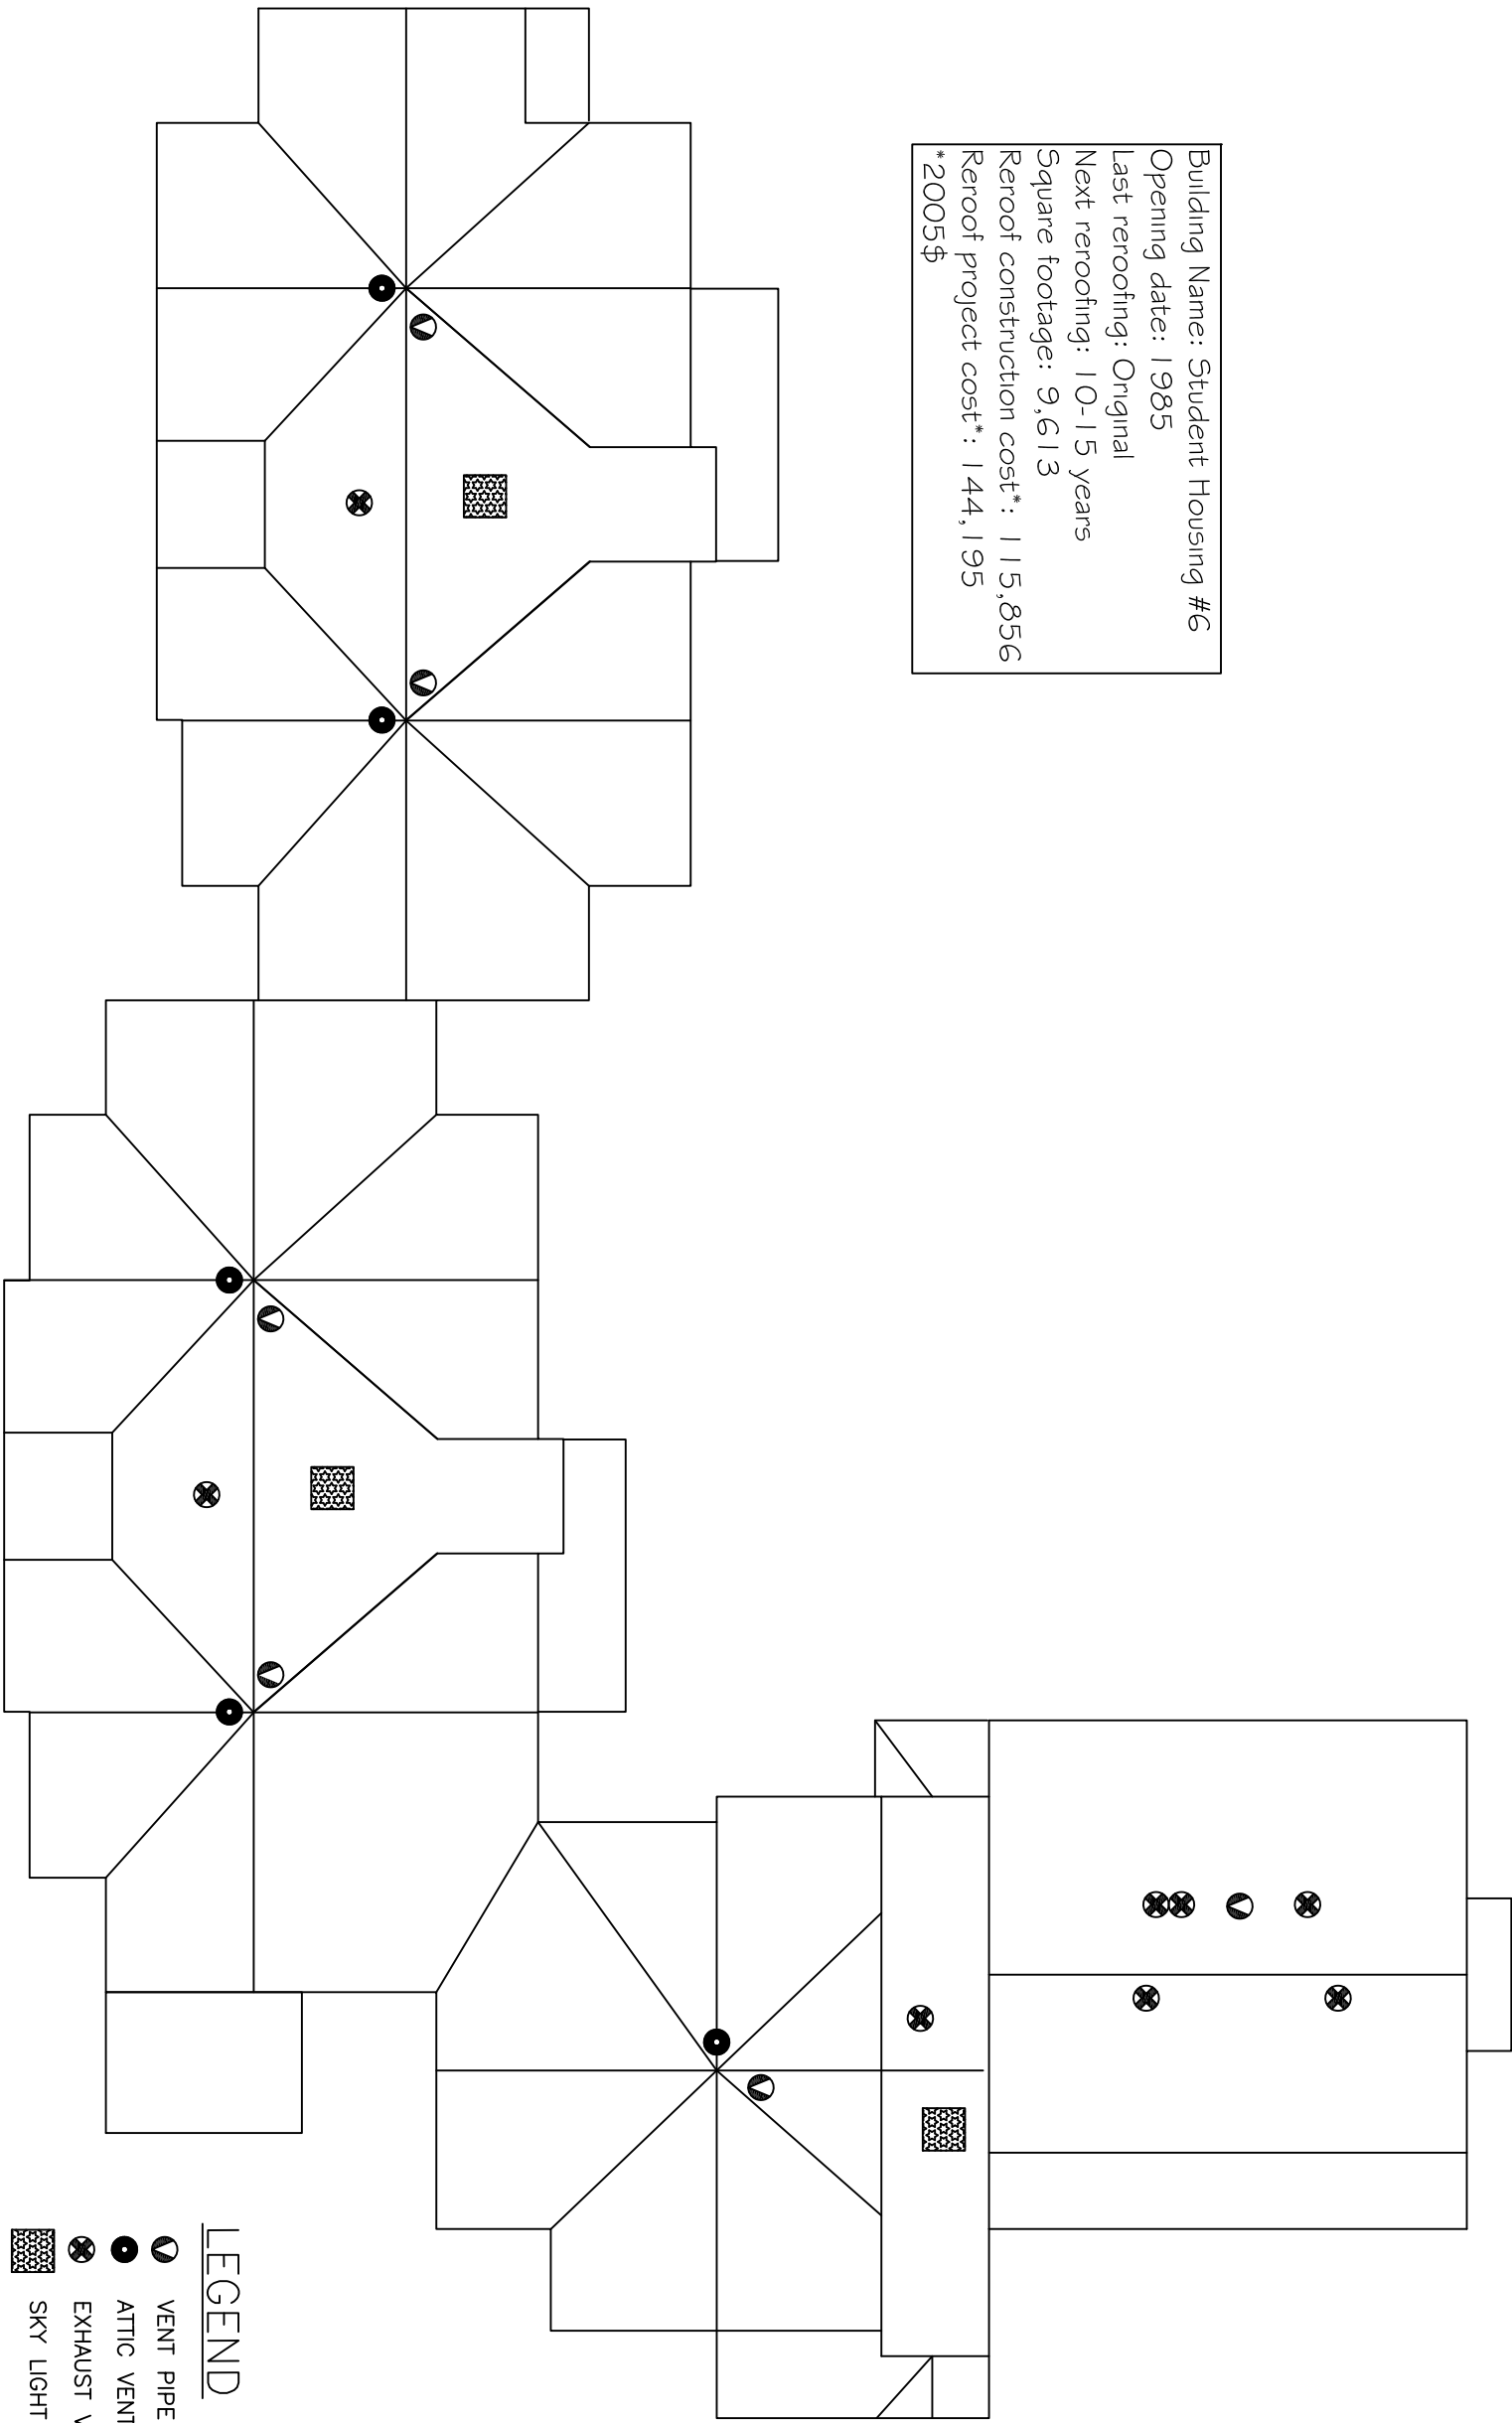 Building Name: Student Housing #6
Opening date: 1985
Last reroofing: Original
Next reroofing: 10-15 years
Square footage: 9,613
Reroof construction cost*: 115,856
Reroof project cost*: 144,195
*2005$
LEGEND
VENT PIPE
ATTIC VENT
EXHAUST
SKY LIGHT